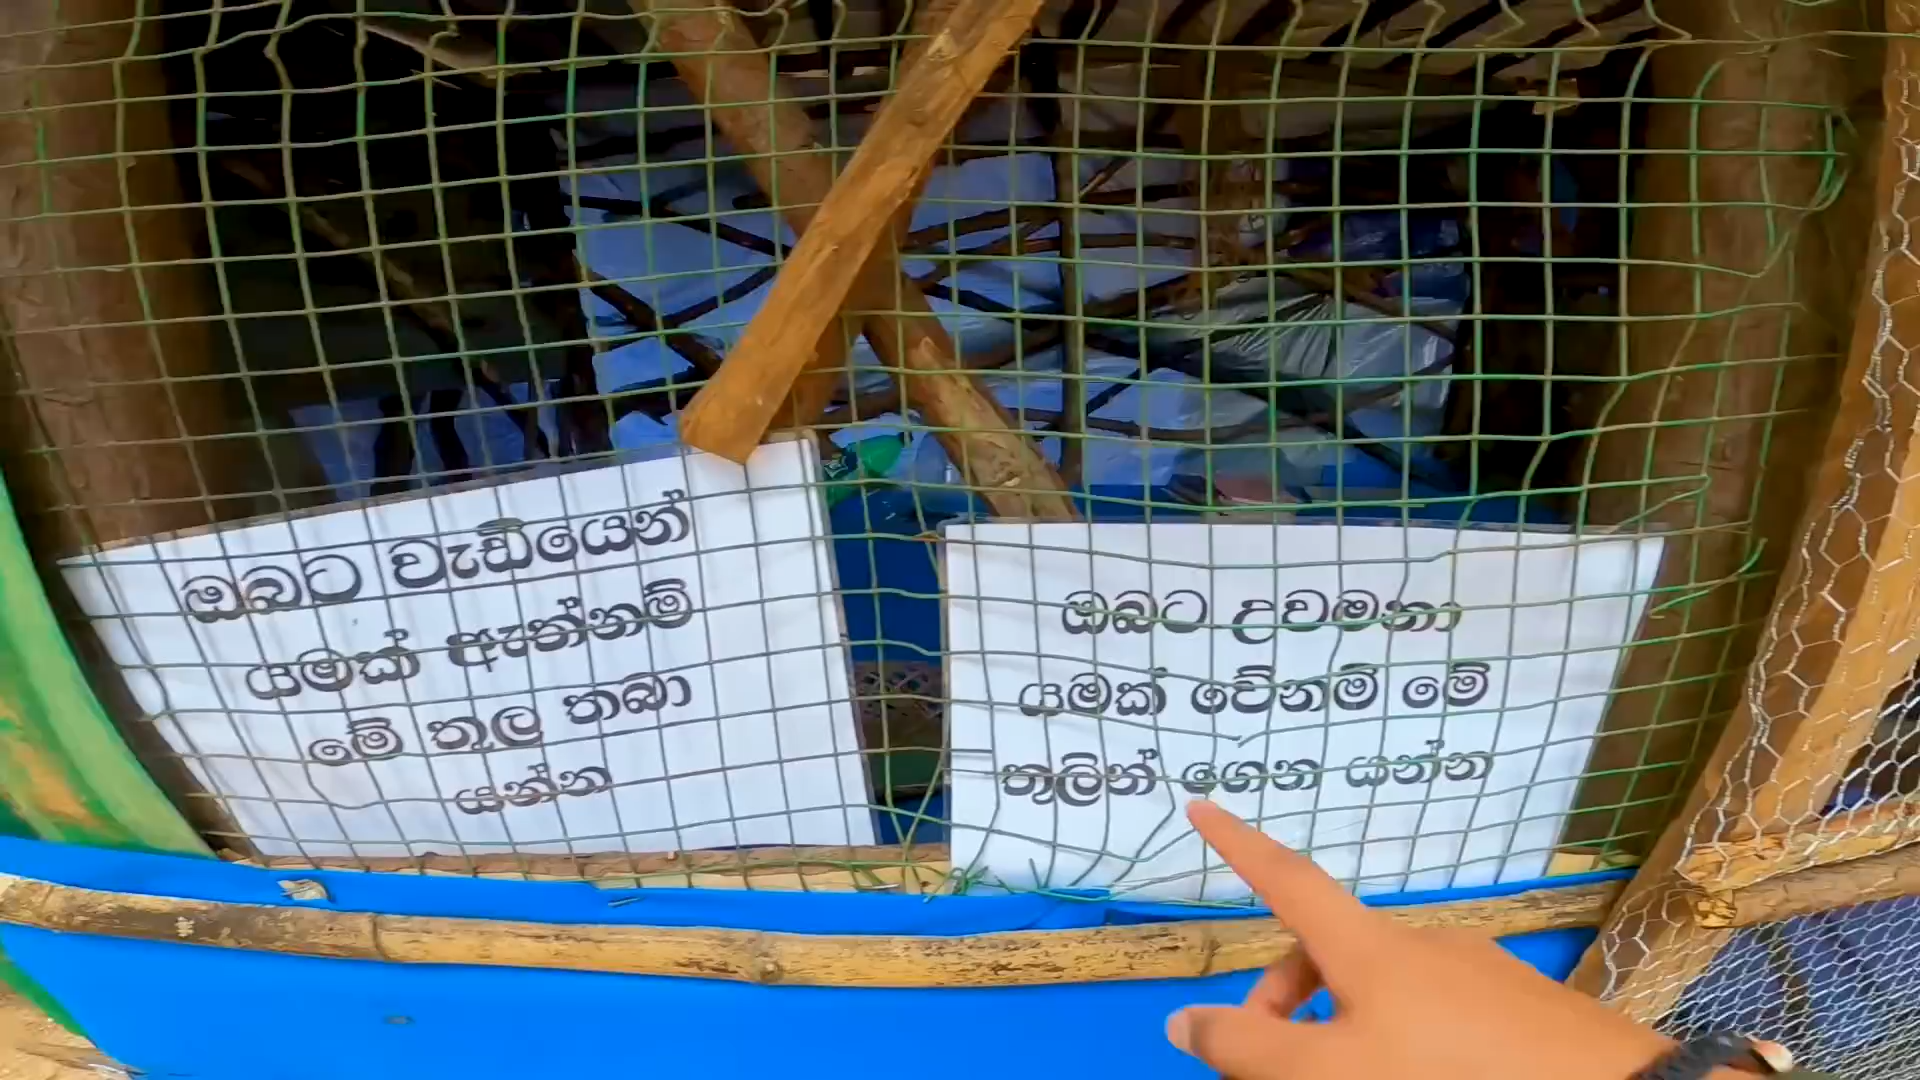 ඔබට වැඩියෙන්
යමක් ඇත්නම්
මේ තුල තබා
යන්න
ඔබට උවමනා
යමක් වේනම් මේ
තුලින් ගෙන යන්න